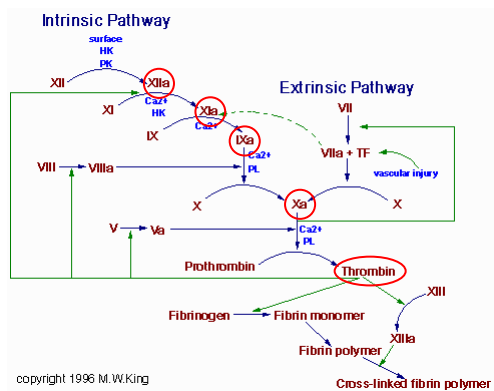 Intrinsic Pathway
surface
HK
PK
XII
XIIa
Ca2+
HK
XI
XIa
Ca2+
IX
IXa
Ca2+
PL
Extrinsic Pathway
VII
VIIa + TF
vascular injury
VIII
VIIIa
X
Xa
X
Ca2+
PL
V
Va
Prothrombin
Thrombin
XIII
Fibrinogen
Fibrin monomer
XIIIa
Fibrin polymer
Cross-linked fibrin polymer
copyright 1996 M.W.King